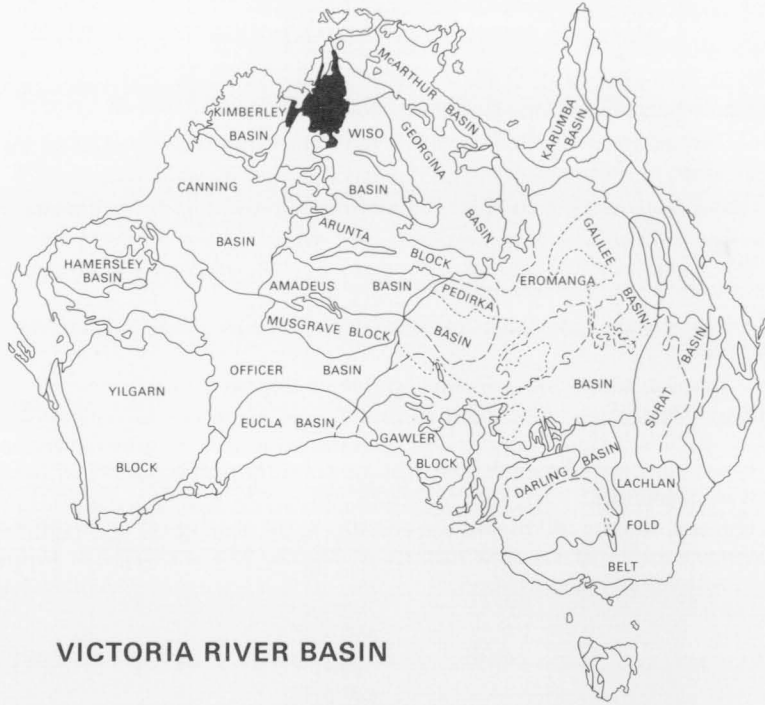 McARTHUR BASIN
KIMBERLEY
BASIN
WISO
BASIN
GEORGINA
BASIN
KARUMBA
BASIN
CANNING
BASIN
ARUNTA
BLOCK
GALILEE
BASIN
HAMERSLEY
BASIN
AMADEUS
BASIN
PEDIRKA
BASIN
EROMANGA
BASIN
MUSGRAVE BLOCK
OFFICER
BASIN
YILGARN
BLOCK
EUCLA BASIN
GAWLER
BLOCK
SURAT
BASIN
DARLING BASIN
LACHLAN
FOLD
BELT
VICTORIA RIVER BASIN